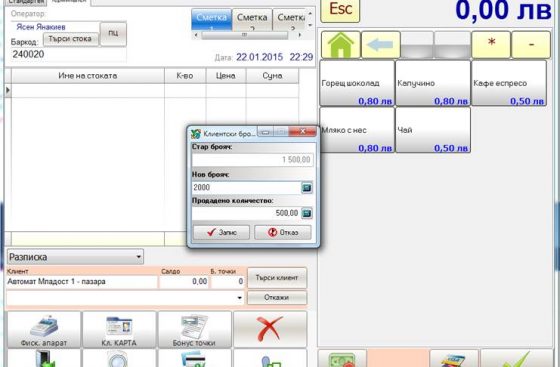 Стандартен
Оператор:
Ясен Янакиев
Баркод:
Търси стока
ПЦ
240020
Сметка
1
Сметка
2
Сметка
Дата: 22.01.2015 22:29
Esc
0,00 лв
* -
Име на стоката К-во Цена Сума
Горещ шоколад
0,80 лв
Капучино
0,80 лв
Кафе еспресо
0,50 лв
Мляко с нес
0,80 лв
Чай
0,50 лв
Клиентски бро...
Стар брояч:
1 500,00
Нов брояч:
2000
Продадено количество:
500,00
Запис
Отказ
Разписка
Клиент Салдо Б. точки
Автомат Младост 1 - пазара 0,00 0
Търси клиент
Откажи
Фиск. апарат
Кл. КАРТА
Бонус точки